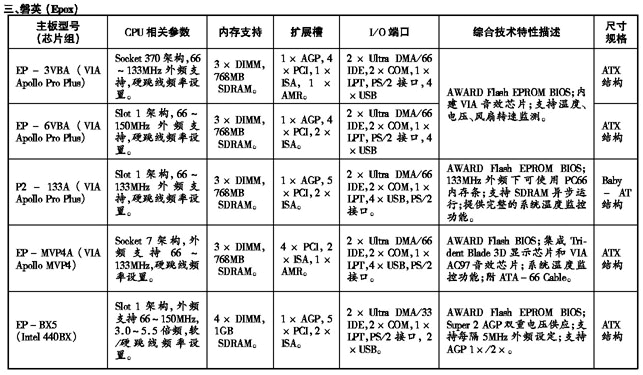 三、磐英（Epox）
主板型号
（芯片组）
CPU 相关参数
内存支持
扩展槽
I/O 端口
综合技术特性描述
尺寸
规格
EP － 3VBA（VIA
Apollo Pro Plus）
Socket 370 架构,66
～133MHz 外频支
持,硬跳线频率设
置。
3 × DIMM,
768MB
SDRAM。
1 × AGP, 4
× PCI, 1 ×
ISA, 1 ×
AMR。
2 × Ultra DMA/66
IDE,2 × COM,1 ×
LPT,PS/2 接口,4
× USB
AWARD Flash EPROM BIOS;内
建 VIA 音效芯片；支持温度、
电压、风扇转速监测。
ATX
结构
EP － 6VBA（VIA
Apollo Pro Plus）
Slot 1 架构,66～
150MHz 外频支
持,硬跳线频率设
置。
3 × DIMM,
768MB
SDRAM。
1 × AGP, 4
× PCI, 2 ×
ISA。
2 × Ultra DMA/66
IDE,2 × COM,1 ×
LPT,PS/2 接口,4
× USB
ATX
结构
P2 － 133A（VIA
Apollo Pro Plus）
Slot 1 架构,66～
133MHz 外频支
持,硬跳线频率设
置。
3 × DIMM,
768MB
SDRAM。
1 × AGP, 5
× PCI, 2 ×
ISA。
2 × Ultra DMA/66
IDE,2 × COM,1 ×
LPT,4 × USB,PS/2
接口。
AWARD Flash EPROM BIOS;
133MHz 外频下可使用 PC66
内存条；支持 SDRAM 异步运
行；提供完整的系统温度监控
功能。
Baby
－ AT
结构
EP － MVP4A（VIA
Apollo MVP4）
Socket 7 架构,外
频支持 66～
133MHz,硬跳线
频率设置。
3 × DIMM,
768MB
SDRAM。
4 × PCI, 2
× ISA, 1 ×
AMR。
2 × Ultra DMA/66
IDE,2 × COM,1 ×
LPT,4 × USB,PS/2
接口。
AWARD Flash BIOS；集成 Tri-
dent Blade 3D 显示芯片和 VIA
AC97 音效芯片；系统温度监
控功能；附 ATA－66 Cable。
ATX
结构
EP － BX5
（Intel 440BX）
Slot 1 架构,外频
支持 66～150MHz,
3.0～5.5 倍频,软
/硬跳线频率设
置。
4 × DIMM,
1GB
SDRAM。
1 × AGP, 5
× PCI, 2 ×
ISA。
2 × Ultra DMA/33
IDE,2 × COM,1 ×
LPT,PS/2 接口, 2
× USB。
AWARD Flash EPROM BIOS;
Super 2 AGP 双重电压供应；支
持每隔 5MHz 外频设定；支持
AGP 1×/2×。
ATX
结构